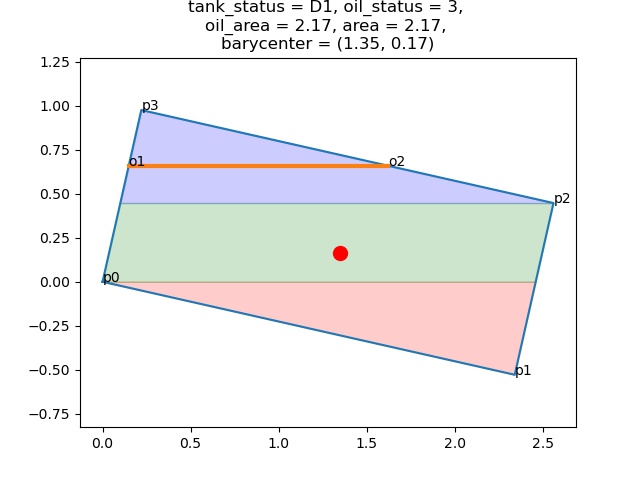 tank_status = D1, oil_status = 3,
oil_area = 2.17, area = 2.17,
barycenter = (1.35, 0.17)
1.25
1.00
0.75
0.50
0.25
0.00
−0.25
−0.50
−0.75
p3
o1
o2
p2
p0
p1
0.0
0.5
1.0
1.5
2.0
2.5